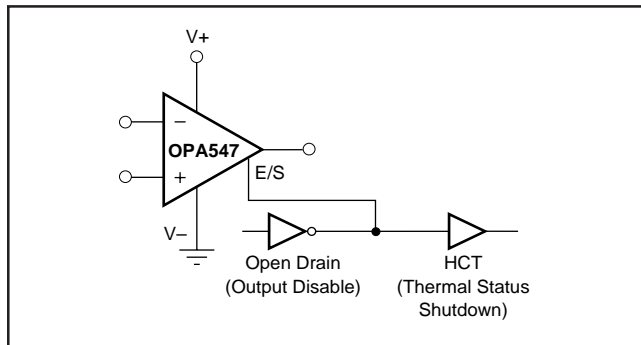 V+
−
OPA547
E/S
+
V–
Open Drain
(Output Disable)
HCT
(Thermal Status
Shutdown)